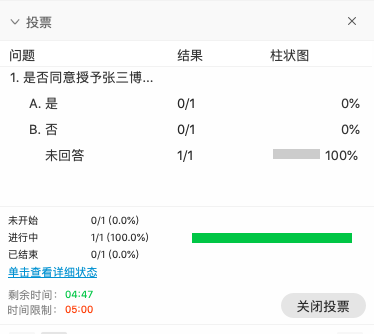 投票
问题 结果 柱状图
1. 是否同意授予张三博...
A. 是 0/1 0%
B. 否 0/1 0%
未回答 1/1 100%
未开始 0/1 (0.0%)
进行中 1/1 (100.0%)
已结束 0/1 (0.0%)
单击查看详细状态
剩余时间: 04:47
时间限制: 05:00
关闭投票